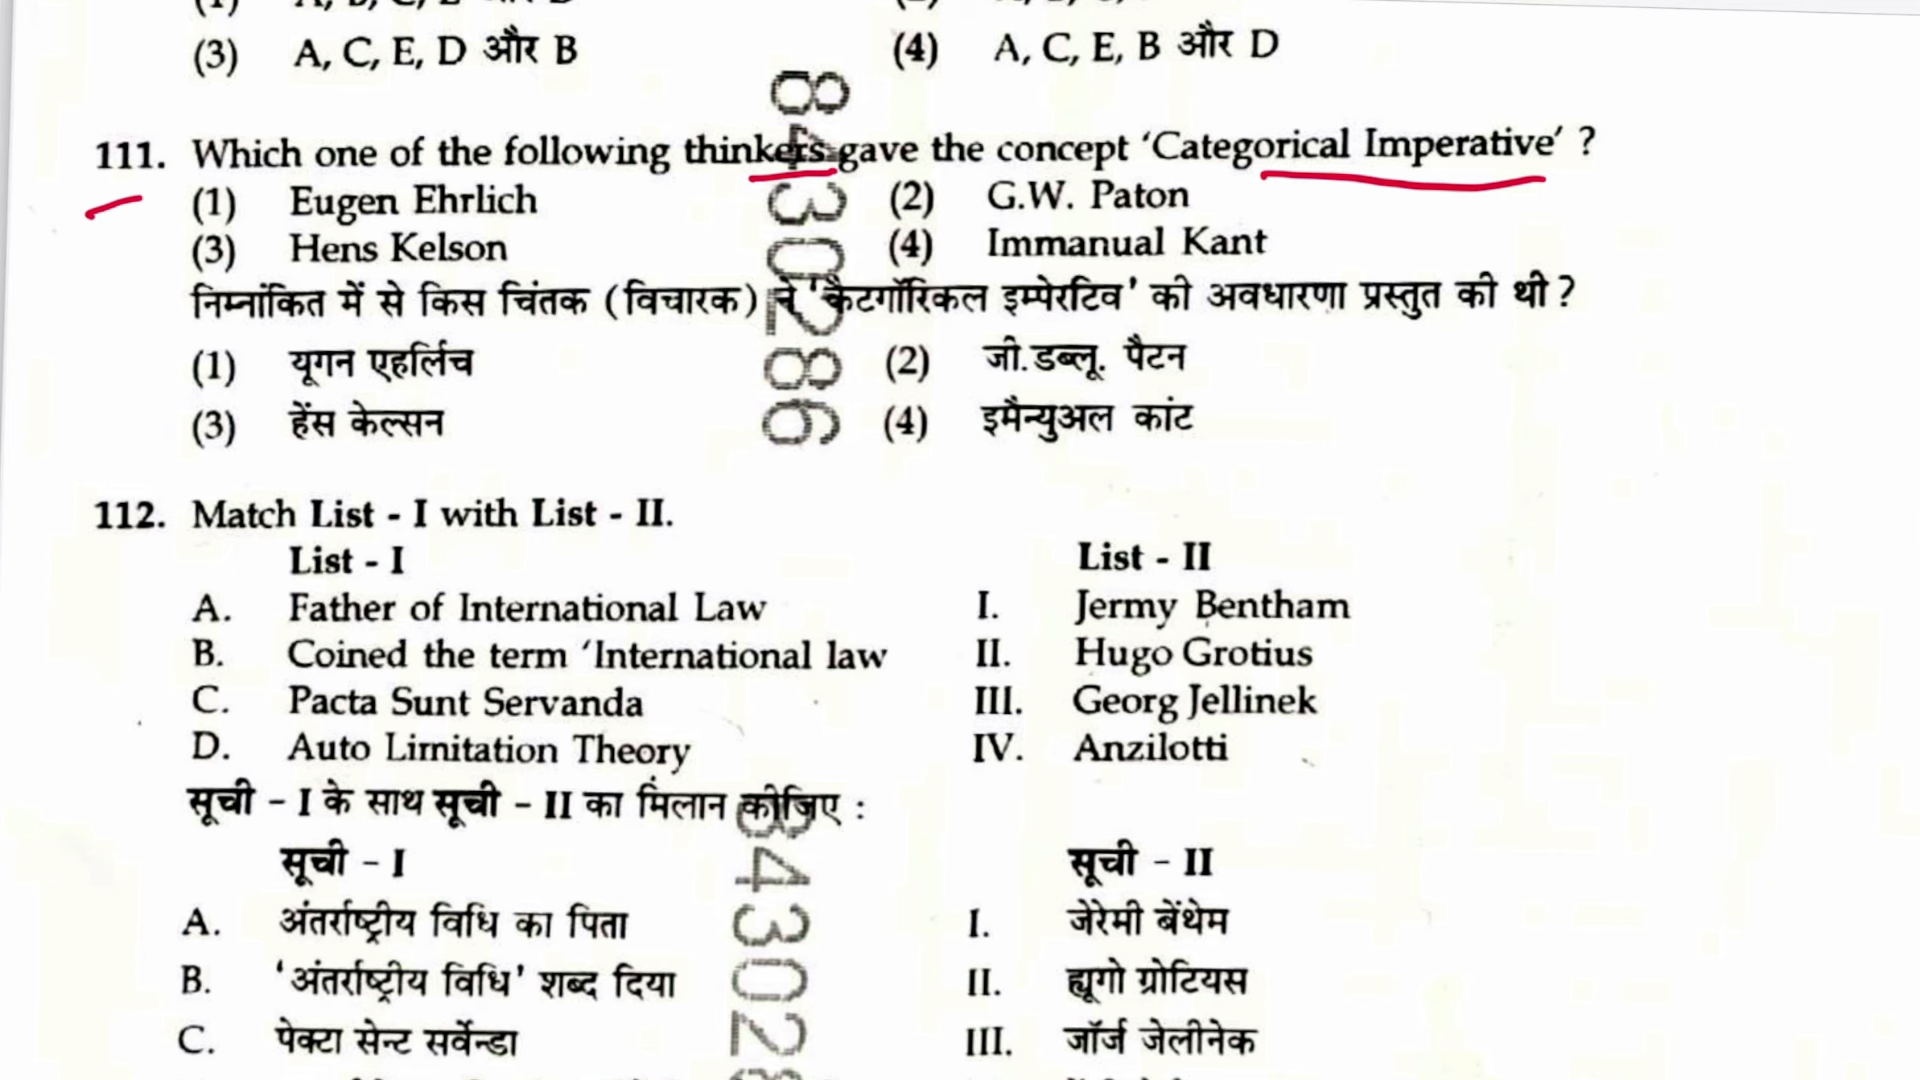 (3) A, C, E, D और B (4) A, C, E, B और D
111. Which one of the following thinkers gave the concept ‘Categorical Imperative’ ?
(1) Eugen Ehrlich (2) G.W. Paton
(3) Hens Kelson (4) Immanual Kant
निम्नांकित में से किस चिंतक (विचारक) ने ‘कैटगॉरिकल इम्पेरटिव’ की अवधारणा प्रस्तुत की थी ?
(1) यूगन एहर्लिच (2) जी.डब्लू. पैटन
(3) हेंस केल्सन (4) इमैन्युअल कांट
8430286
112. Match List - I with List - II.
List - I List - II
A. Father of International Law I. Jermy Bentham
B. Coined the term ‘International law II. Hugo Grotius
C. Pacta Sunt Servanda III. Georg Jellinek
D. Auto Limitation Theory IV. Anzilotti
सूची - I के साथ सूची - II का मिलान कीजिए :
सूची - I सूची - II
A. अंतर्राष्ट्रीय विधि का पिता I. जेरेमी बेंथेम
B. ‘अंतर्राष्ट्रीय विधि’ शब्द दिया II. ह्यूगो ग्रोटियस
C. पेक्टा सेन्ट सर्वेन्डा III. जॉर्ज जेलीनेक